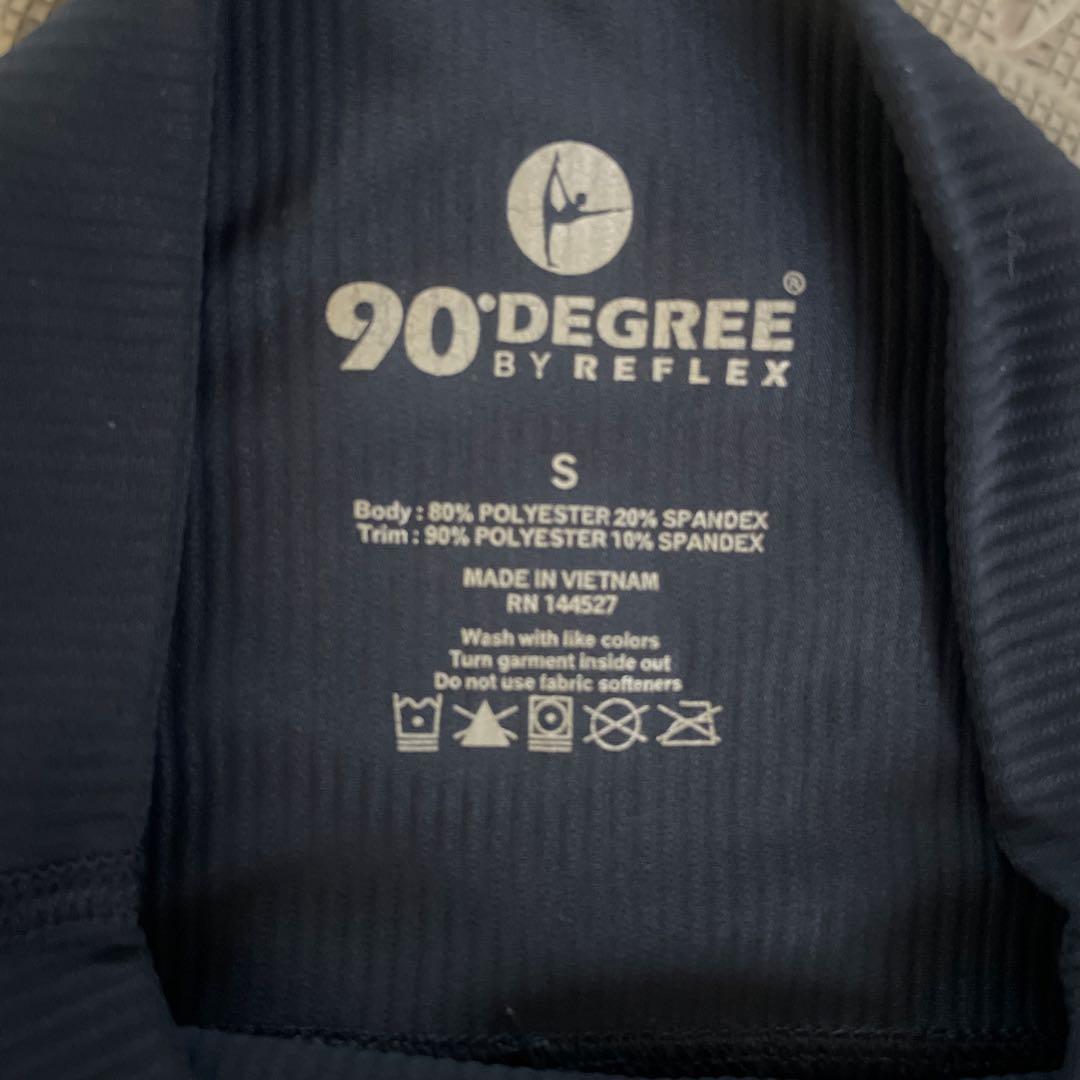 90°DEGREE®
BY REFLEX
S
Body : 80% POLYESTER 20% SPANDEX
Trim : 90% POLYESTER 10% SPANDEX
MADE IN VIETNAM
RN 144527
Wash with like colors
Turn garment inside out
Do not use fabric softeners